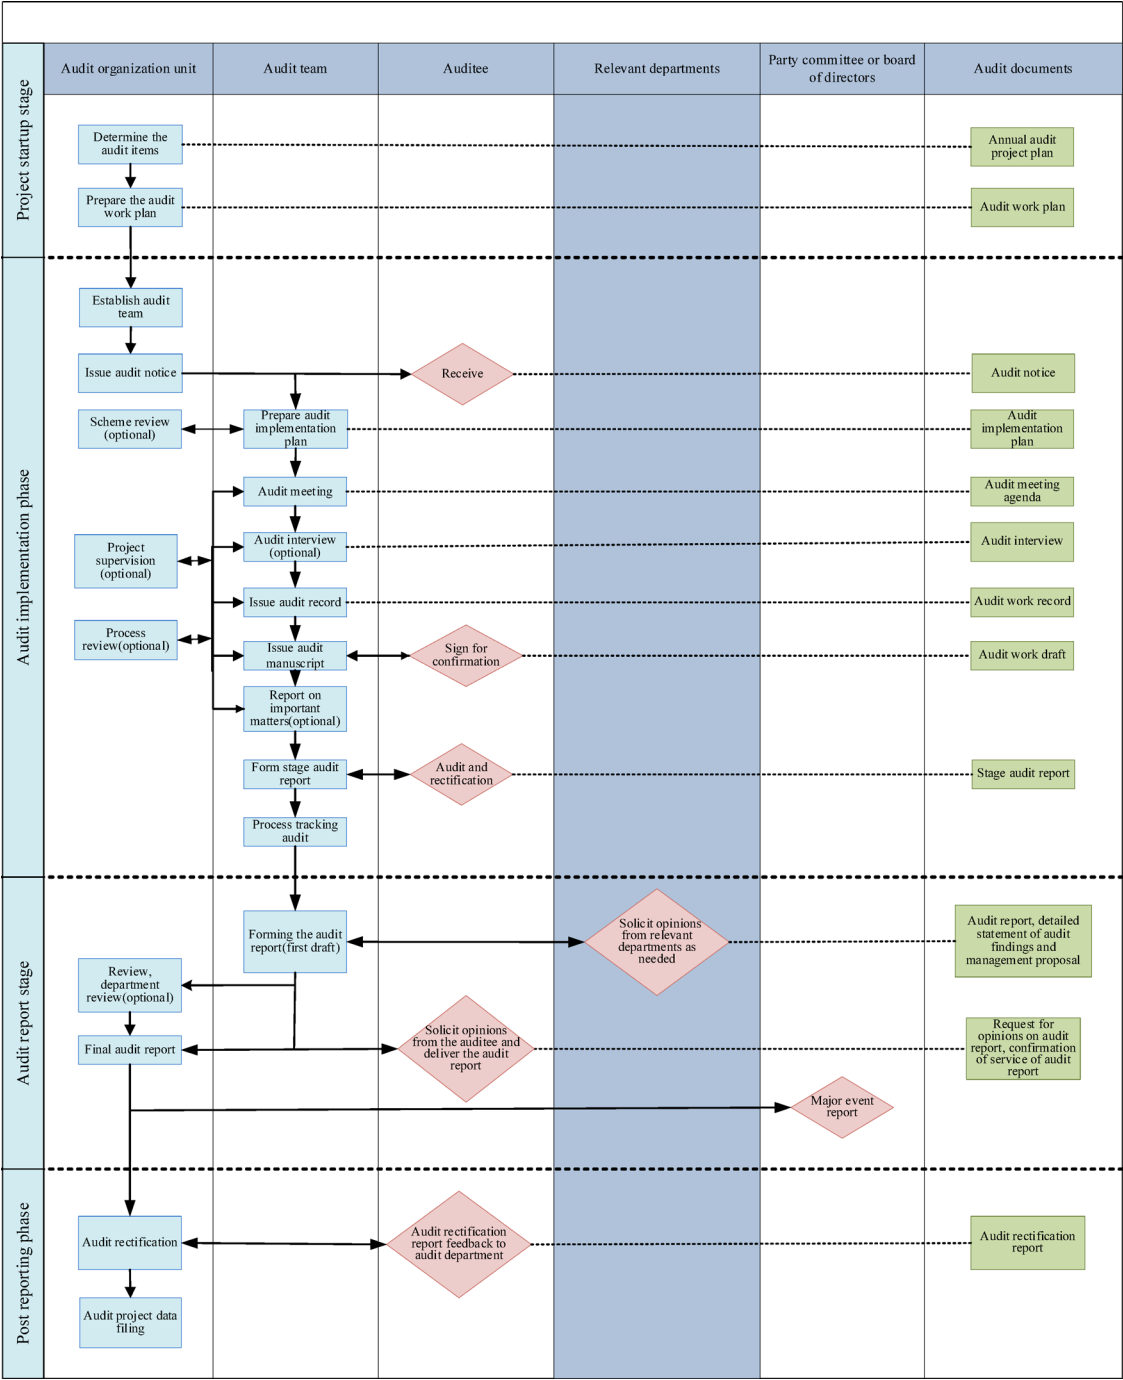 Audit organization unit
Audit team
Auditee
Relevant departments
Party committee or board
of directors
Audit documents
Project startup stage
Determine the
audit items
Annual audit
project plan
Prepare the audit
work plan
Audit work plan
Audit implementation phase
Establish audit
team
Issue audit notice
Receive
Audit notice
Scheme review
(optional)
Prepare audit
implementation
plan
Audit
implementation
plan
Audit meeting
Audit meeting
agenda
Project
supervision
(optional)
Audit interview
(optional)
Audit interview
Issue audit record
Audit work record
Process
review(optional)
Issue audit
manuscript
Sign for
confirmation
Audit work draft
Report on
important
matters(optional)
Form stage audit
report
Audit and
rectification
Stage audit report
Process tracking
audit
Audit report stage
Forming the audit
report(first draft)
Solicit opinions
from relevant
departments as
needed
Audit report, detailed
statement of audit
findings and
management proposal
Review,
department
review(optional)
Final audit report
Solicit opinions
from the auditee and
deliver the audit
report
Request for
opinions on audit
report, confirmation
of service of audit
report
Major event
report
Post reporting phase
Audit rectification
Audit rectification
report feedback to
audit department
Audit rectification
report
Audit project data
filing